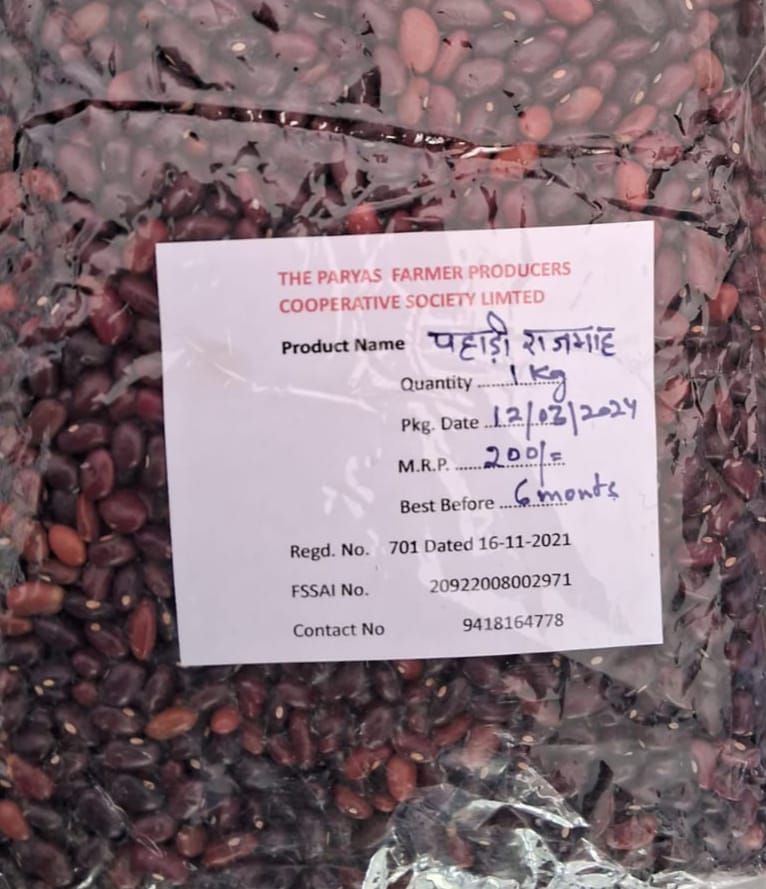 THE PARYAS FARMER PRODUCERS
COOPERATIVE SOCIETY LIMTED
Product Name पहाड़ी राजमाह
Quantity ......1 Kg
Pkg. Date 12/03/2024
M.R.P. ......200/=
Best Before ...6 monts
Regd. No. 701 Dated 16-11-2021
FSSAI No. 20922008002971
Contact No 9418164778